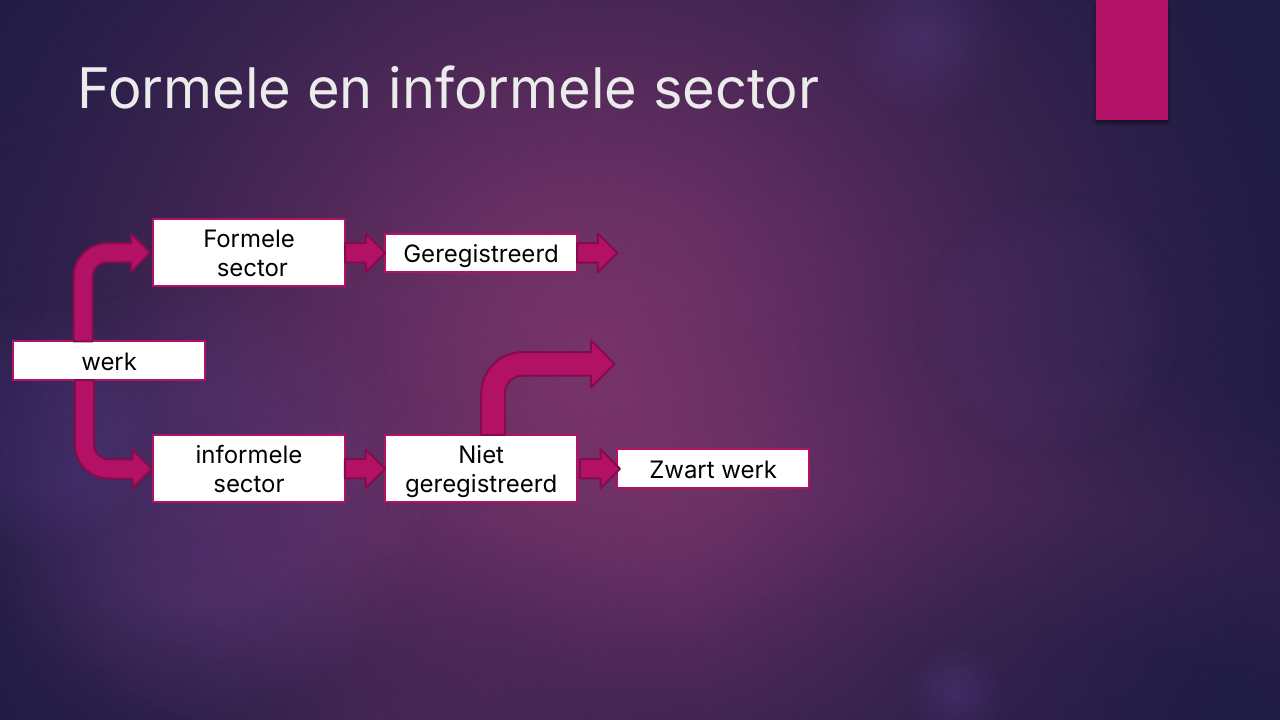 Formele en informele sector
Formele
sector
Geregistreerd
werk
informele
sector
Niet
geregistreerd
Zwart werk